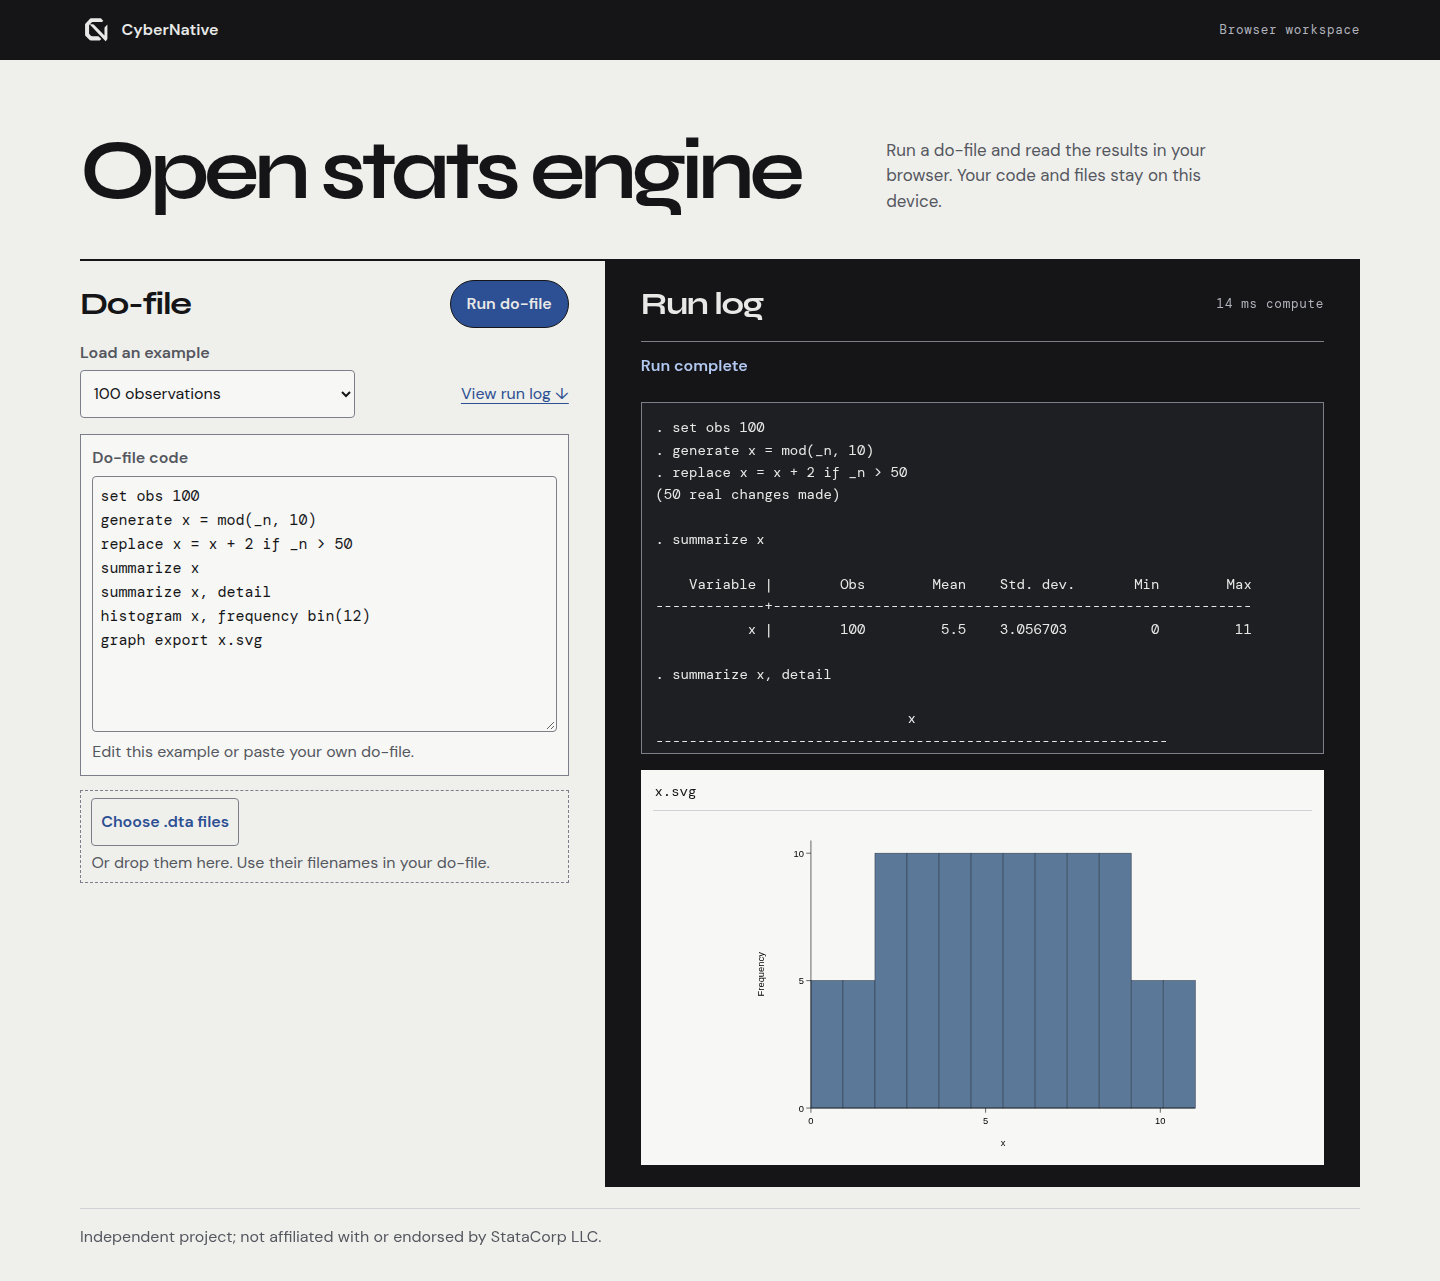 CyberNative
Browser workspace
Open stats engine
Run a do-file and read the results in your
browser. Your code and files stay on this
device.
Do-file
Run do-file
Load an example
100 observations
View run log ↓
Do-file code
set obs 100
generate x = mod(_n, 10)
replace x = x + 2 if _n > 50
summarize x
summarize x, detail
histogram x, frequency bin(12)
graph export x.svg
Edit this example or paste your own do-file.
Choose .dta files
Or drop them here. Use their filenames in your do-file.
Run log
14 ms compute
Run complete
. set obs 100
. generate x = mod(_n, 10)
. replace x = x + 2 if _n > 50
(50 real changes made)
. summarize x
    Variable |        Obs        Mean    Std. dev.       Min        Max
-------------+---------------------------------------------------------
           x |        100         5.5    3.056703          0         11
. summarize x, detail
                              x
-------------------------------------------------------------
x.svg
10
5
0
Frequency
0 5 10
x
Independent project; not affiliated with or endorsed by StataCorp LLC.